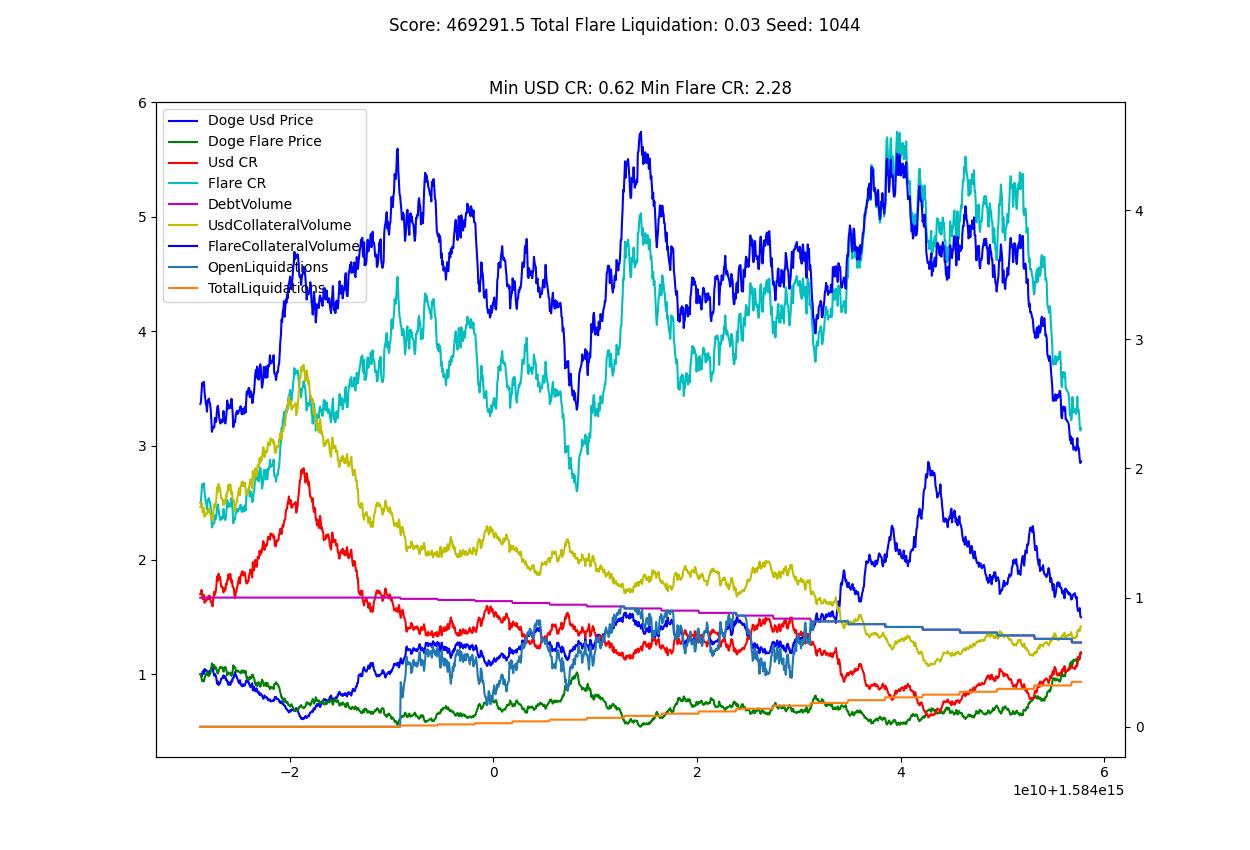 Score: 469291.5 Total Flare Liquidation: 0.03 Seed: 1044
Min USD CR: 0.62 Min Flare CR: 2.28
Doge Usd Price
Doge Flare Price
Usd CR
Flare CR
DebtVolume
UsdCollateralVolume
FlareCollateralVolume
OpenLiquidations
TotalLiquidations
6
5
4
3
2
1
4
3
2
1
0
−2
0
2
4
6
1e10+1.584e15